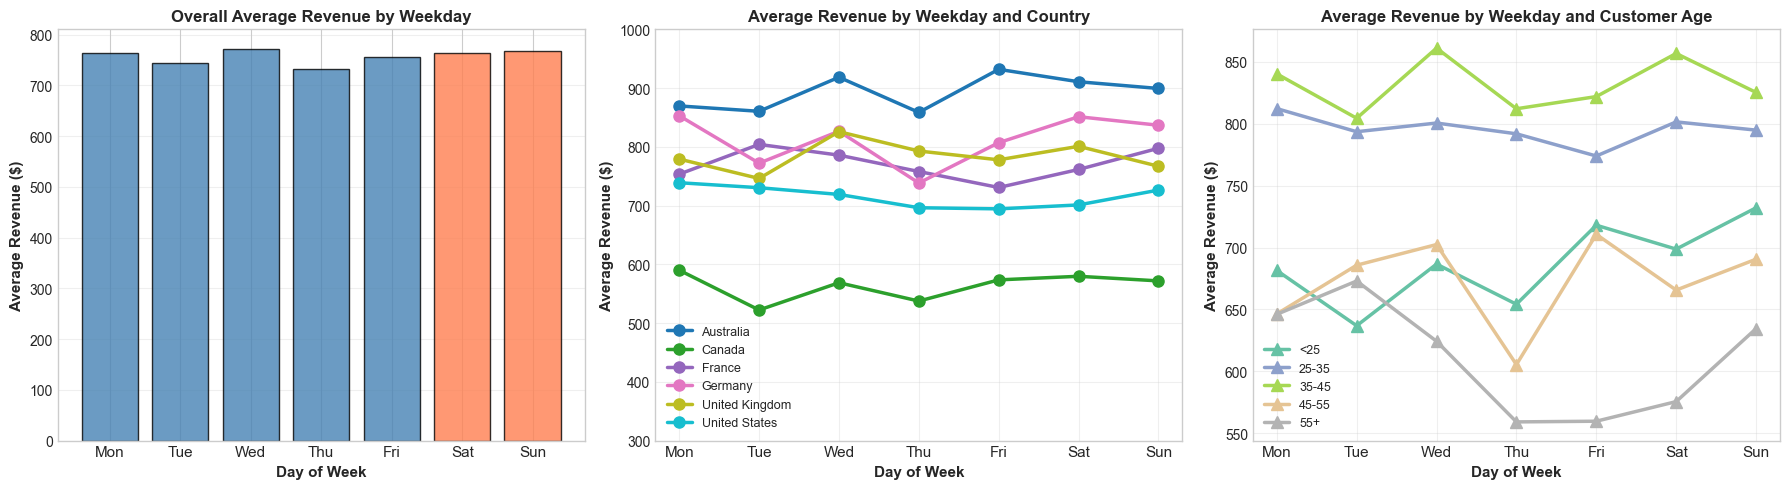 Overall Average Revenue by Weekday
Average Revenue ($)
800
700
600
500
400
300
200
100
0
Mon Tue Wed Thu Fri Sat Sun
Day of Week
Average Revenue by Weekday and Country
Average Revenue ($)
1000
900
800
700
600
500
400
300
Australia
Canada
France
Germany
United Kingdom
United States
Mon Tue Wed Thu Fri Sat Sun
Day of Week
Average Revenue by Weekday and Customer Age
Average Revenue ($)
850
800
750
700
650
600
550
<25
25-35
35-45
45-55
55+
Mon Tue Wed Thu Fri Sat Sun
Day of Week